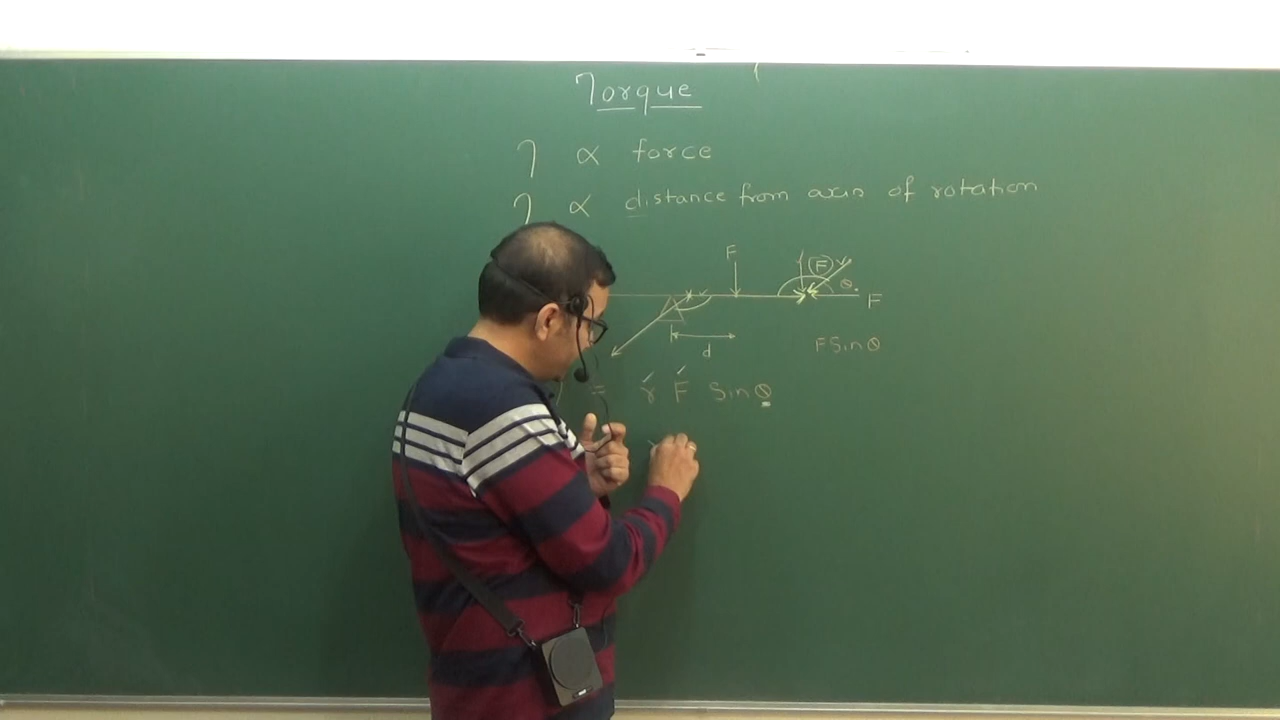 Torque
τ ∝ force
τ ∝ distance from axis of rotation
F
(F)
θ
F
d
F Sin θ
= r F Sin θ